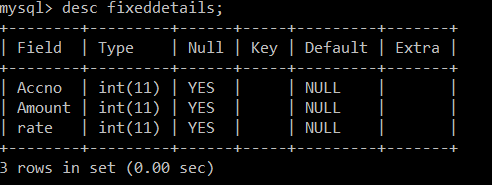 mysql> desc fixeddetails;
+--------+---------+------+-----+---------+-------+
| Field  | Type    | Null | Key | Default | Extra |
+--------+---------+------+-----+---------+-------+
| Accno  | int(11) | YES  |     | NULL    |       |
| Amount | int(11) | YES  |     | NULL    |       |
| rate   | int(11) | YES  |     | NULL    |       |
+--------+---------+------+-----+---------+-------+
3 rows in set (0.00 sec)